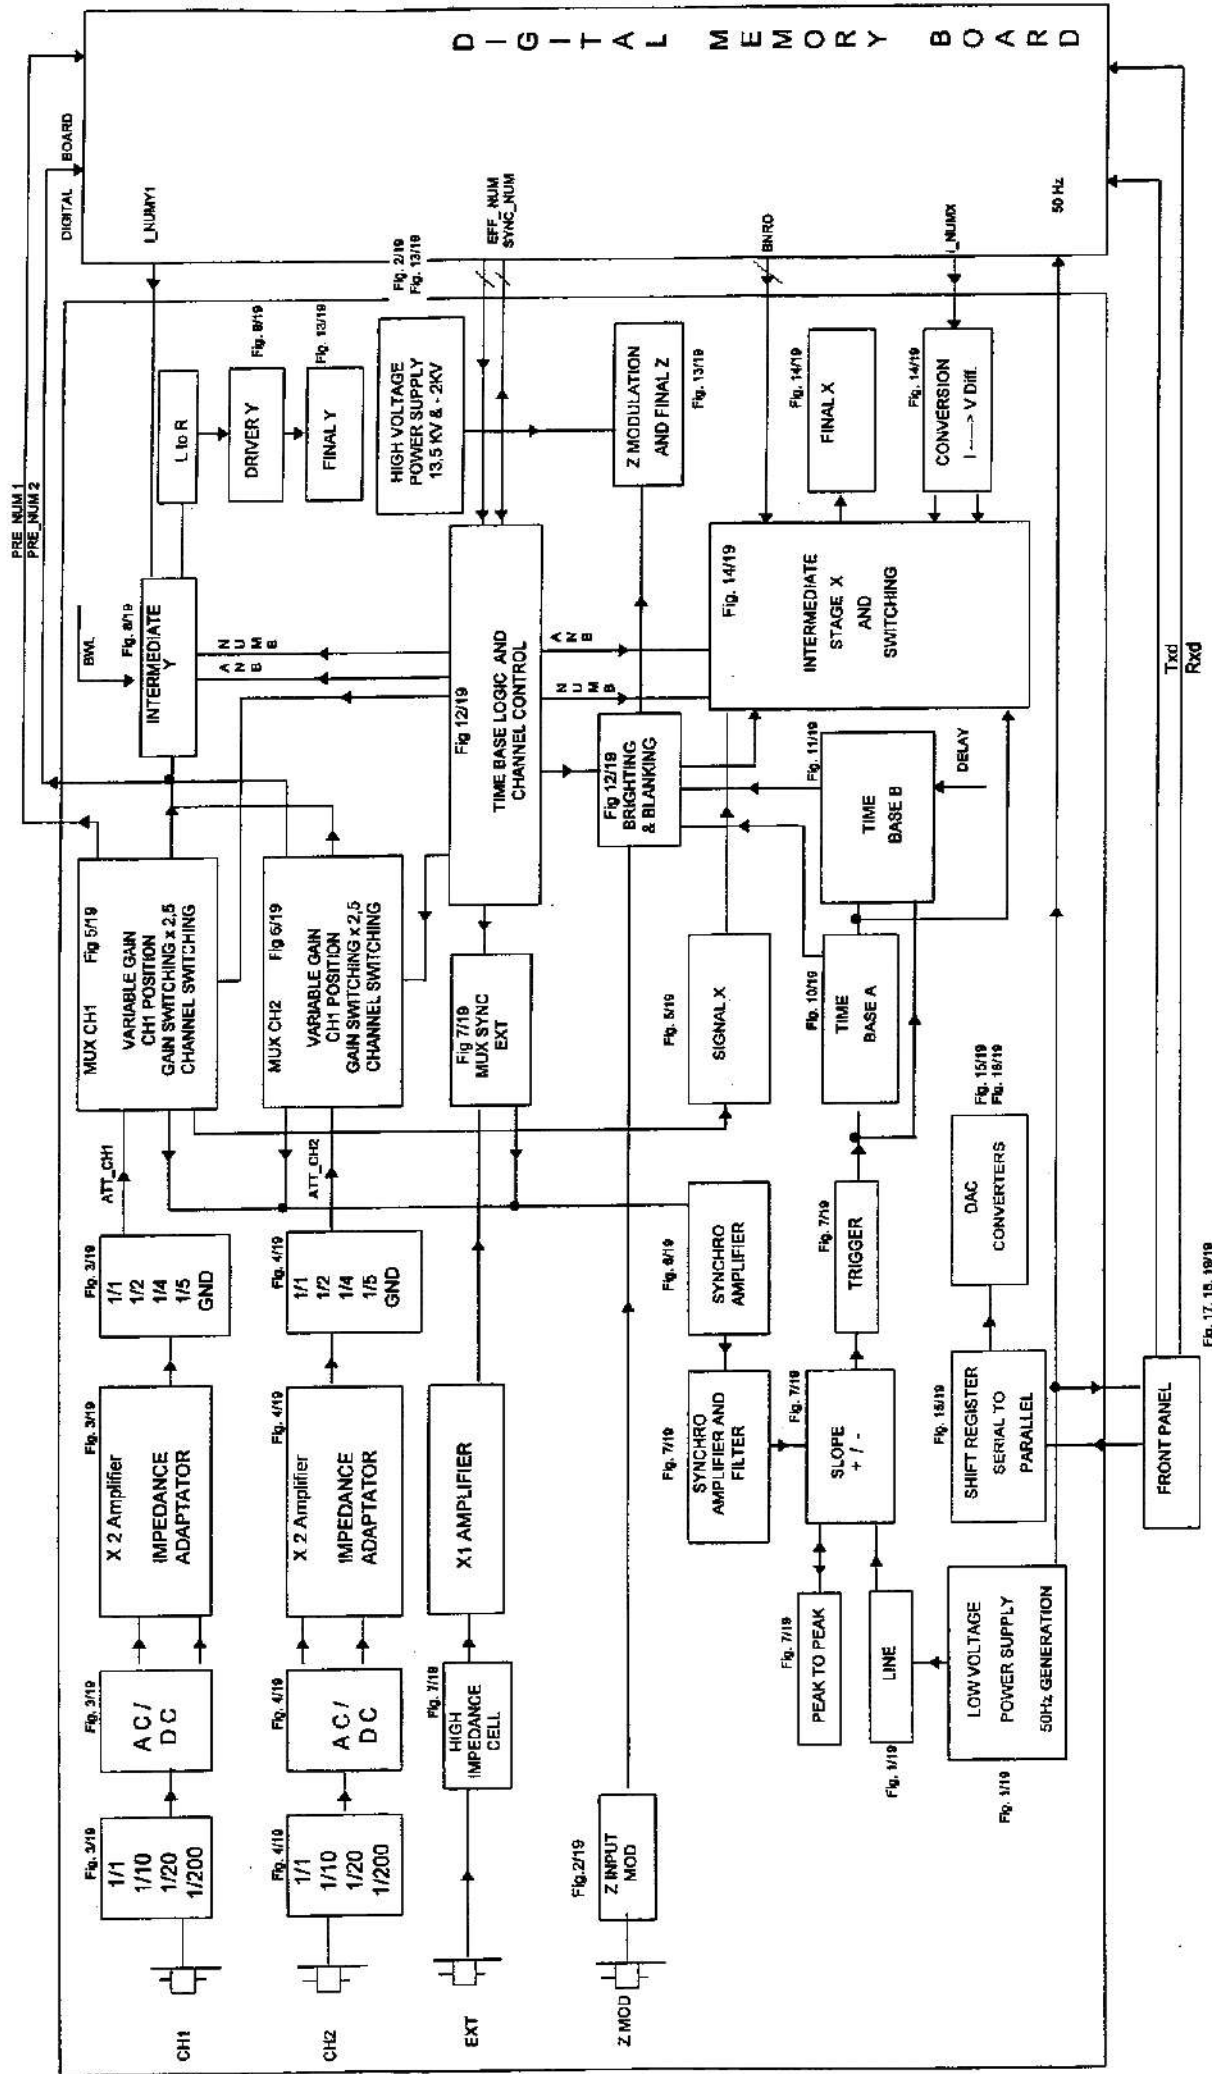 PRE_NUM 1
PRE_NUM 2
DIGITAL BOARD
DIGITAL MEMORY BOARD
I_NUMY1
EFF_NUM
SYNC_NUM
BNRO
I_NUMX
50 Hz
CH1
Fig. 3/19
1/1
1/10
1/20
1/200
Fig. 3/19
A C /
D C
Fig. 3/19
X 2 Amplifier
IMPEDANCE
ADAPTATOR
Fig. 3/19
1/1
1/2
1/4
1/5
GND
ATT_CH1
MUX CH1 Fig 5/19
VARIABLE GAIN
CH1 POSITION
GAIN SWITCHING x 2,5
CHANNEL SWITCHING
BWL
Fig. 8/19
INTERMEDIATE
Y
L to R
Fig. 9/19
DRIVER Y
Fig. 13/19
FINAL Y
CH2
Fig. 4/19
1/1
1/10
1/20
1/200
Fig. 4/19
A C /
D C
Fig. 4/19
X 2 Amplifier
IMPEDANCE
ADAPTATOR
Fig. 4/19
1/1
1/2
1/4
1/5
GND
ATT_CH2
MUX CH2 Fig 6/19
VARIABLE GAIN
CH1 POSITION
GAIN SWITCHING x 2,5
CHANNEL SWITCHING
A N B
N U M B
Fig. 2/19
Fig. 13/19
HIGH VOLTAGE
POWER SUPPLY
13,5 KV & - 2KV
EXT
Fig. 7/19
HIGH
IMPEDANCE
CELL
X1 AMPLIFIER
Fig 7/19
MUX SYNC
EXT
Fig 12/19
TIME BASE LOGIC AND
CHANNEL CONTROL
N U M B
A N B
Z MOD
Fig.2/19
Z INPUT
MOD
Fig 12/19
BRIGHTING
& BLANKING
Z MODULATION
AND FINAL Z
Fig. 13/19
Fig. 6/19
SYNCHRO
AMPLIFIER
Fig. 7/19
SYNCHRO
AMPLIFIER AND
FILTER
Fig. 5/19
SIGNAL X
Fig. 14/19
INTERMEDIATE
STAGE X
AND
SWITCHING
Fig. 14/19
FINAL X
Fig. 14/19
CONVERSION
I ----> V Diff.
Fig. 7/19
PEAK TO PEAK
LINE
Fig. 1/19
Fig. 7/19
SLOPE
+ / -
Fig. 7/19
TRIGGER
Fig. 10/19
TIME
BASE A
Fig. 11/19
TIME
BASE B
DELAY
LOW VOLTAGE
POWER SUPPLY
50Hz GENERATION
Fig. 1/19
Fig. 15/19
SHIFT REGISTER
SERIAL TO
PARALLEL
Fig. 15/19
Fig. 16/19
DAC
CONVERTERS
FRONT PANEL
Fig. 17, 18, 19/19
Txd
Rxd